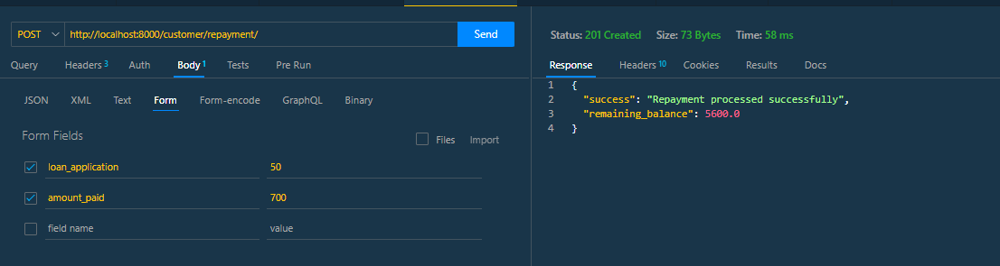 POST http://localhost:8000/customer/repayment/ Send
Query Headers 3 Auth Body 1 Tests Pre Run
JSON XML Text Form Form-encode GraphQL Binary
Form Fields
Files Import
loan_application 50
amount_paid 700
field name value
Status: 201 Created Size: 73 Bytes Time: 58 ms
Response Headers 10 Cookies Results Docs
1 {
2 "success": "Repayment processed successfully",
3 "remaining_balance": 5600.0
4 }